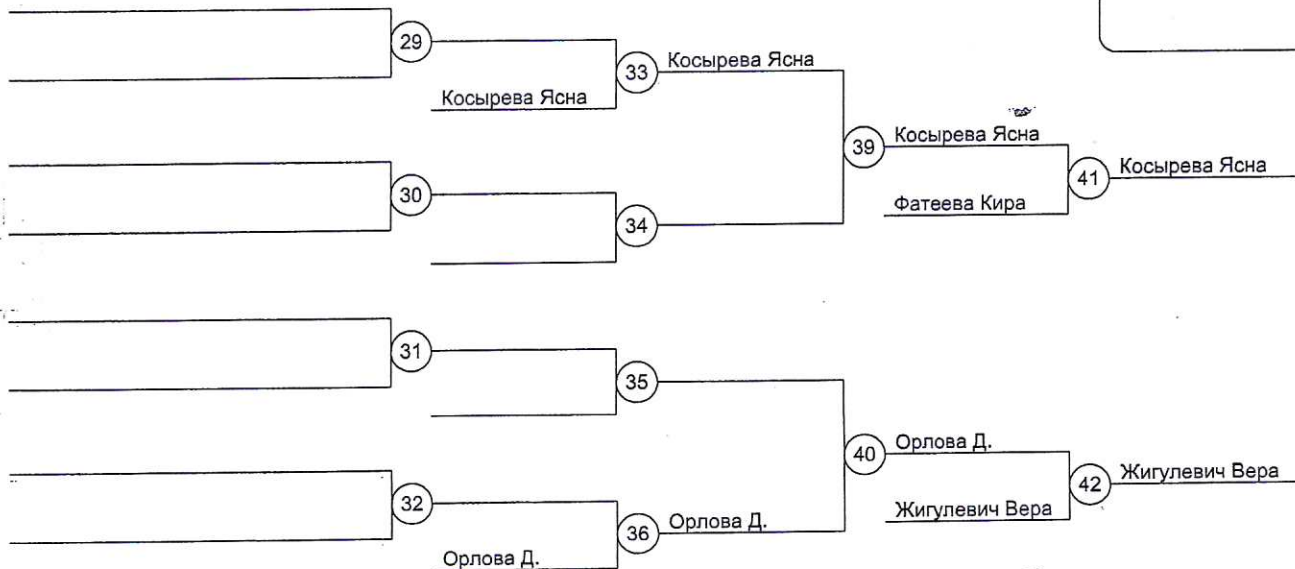 29
33 Косырева Ясна
Косырева Ясна
39 Косырева Ясна
30
41 Косырева Ясна
34
Фатеева Кира
31
35
40 Орлова Д.
42 Жигулевич Вера
32
Жигулевич Вера
36 Орлова Д.
Орлова Д.